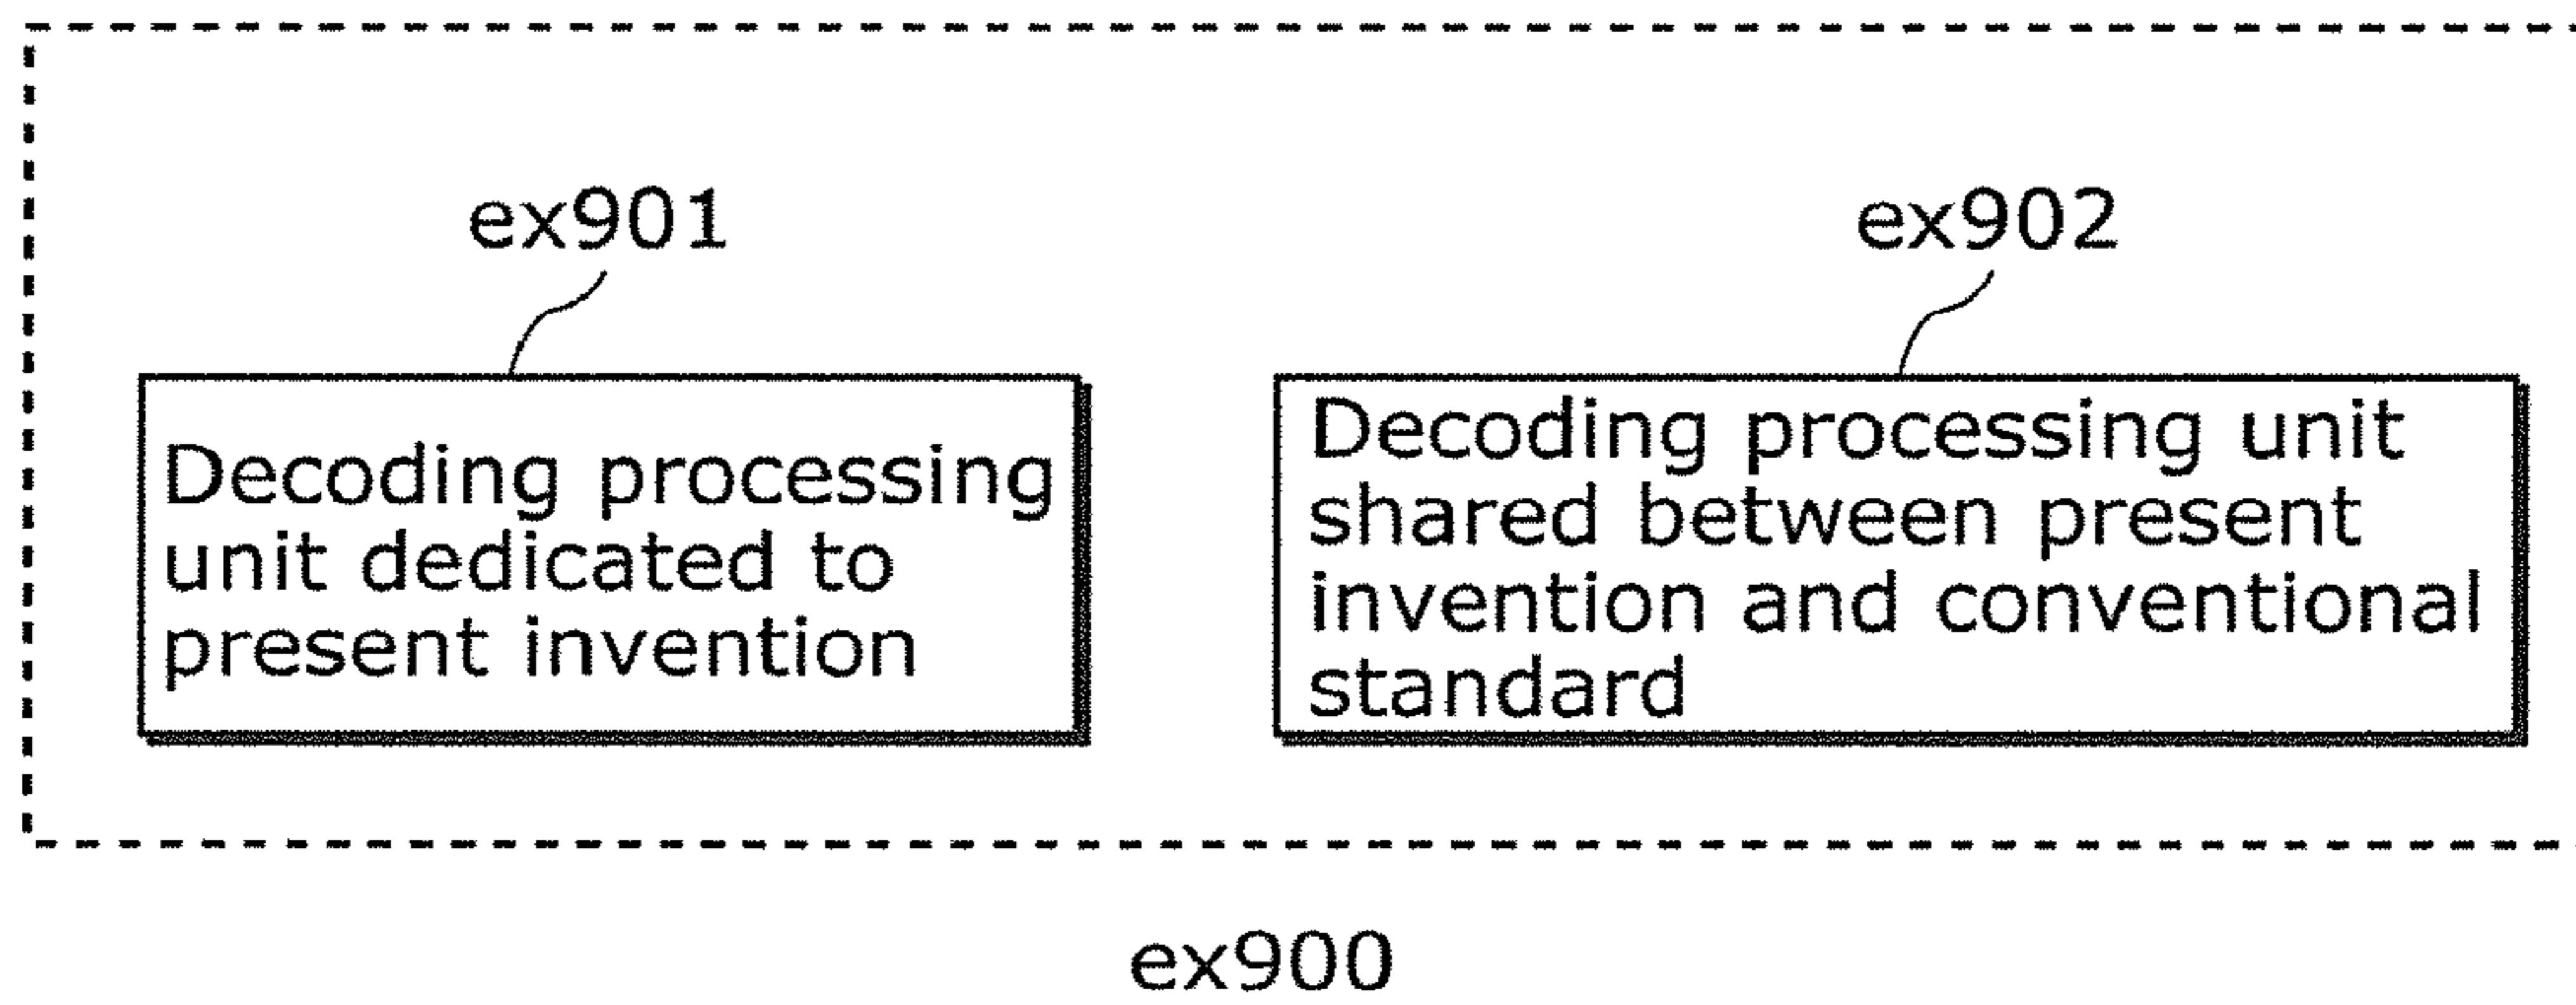 ex901
ex902
Decoding processing
unit dedicated to
present invention
Decoding processing unit
shared between present
invention and conventional
standard
ex900